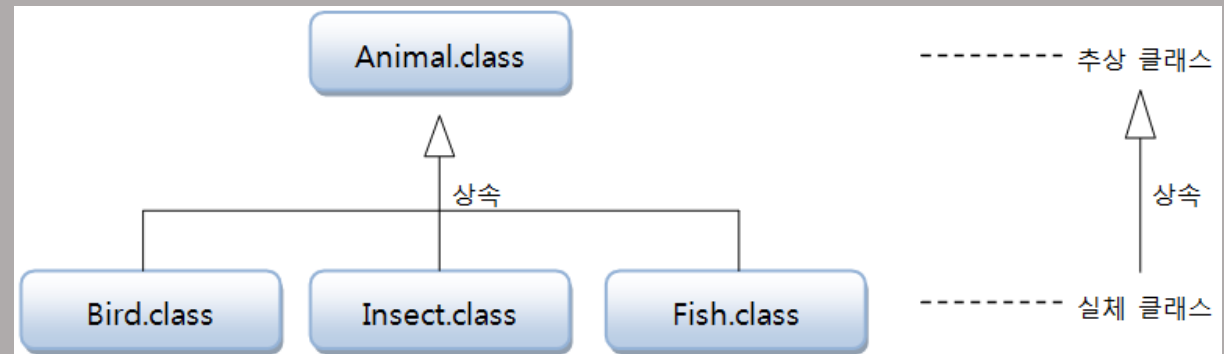 Animal.class
추상 클래스
상속
상속
Bird.class
Insect.class
Fish.class
실체 클래스